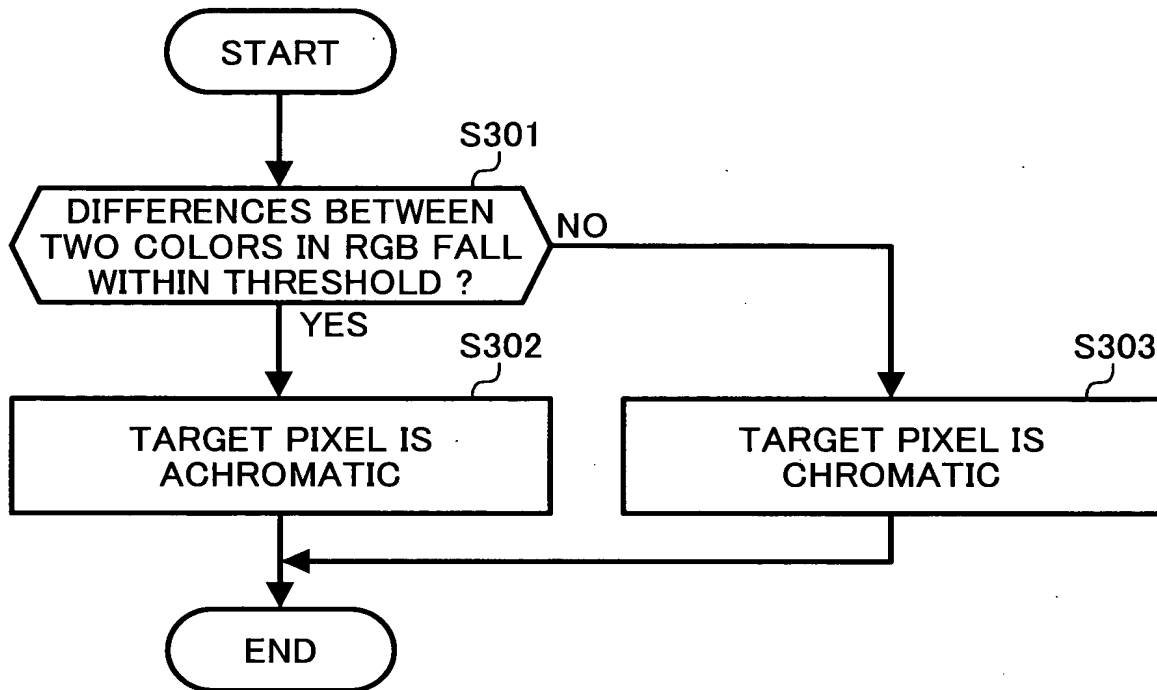 START
S301
DIFFERENCES BETWEEN
TWO COLORS IN RGB FALL
WITHIN THRESHOLD ?
NO
YES
S302
TARGET PIXEL IS
ACHROMATIC
S303
TARGET PIXEL IS
CHROMATIC
END